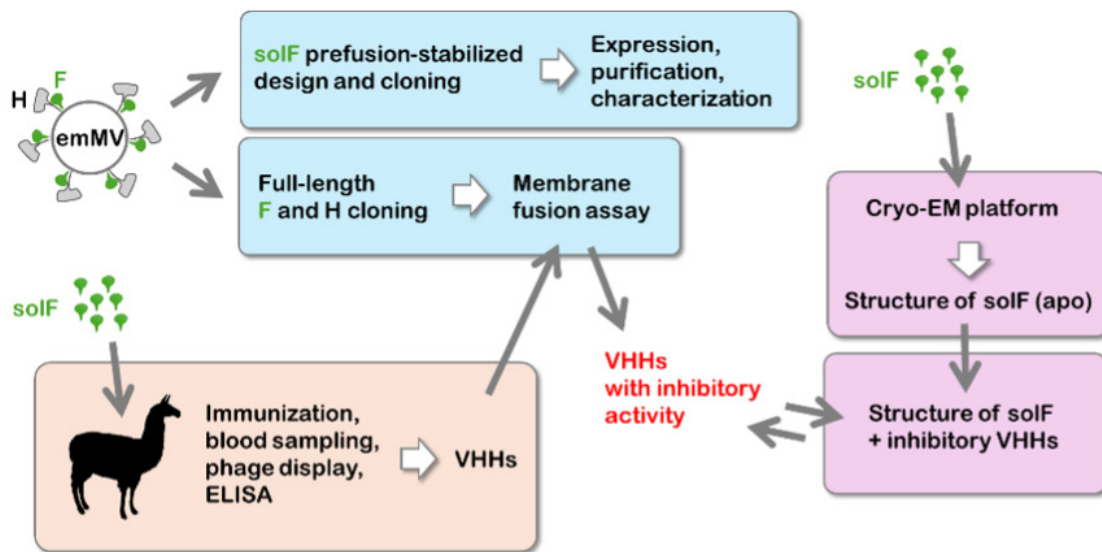 solF prefusion-stabilized
design and cloning
Expression,
purification,
characterization
F
H
emMV
solF
Full-length
F and H cloning
Membrane
fusion assay
Cryo-EM platform
Structure of solF (apo)
solF
VHHs
with inhibitory
activity
Structure of solF
+ inhibitory VHHs
Immunization,
blood sampling,
phage display,
ELISA
VHHs